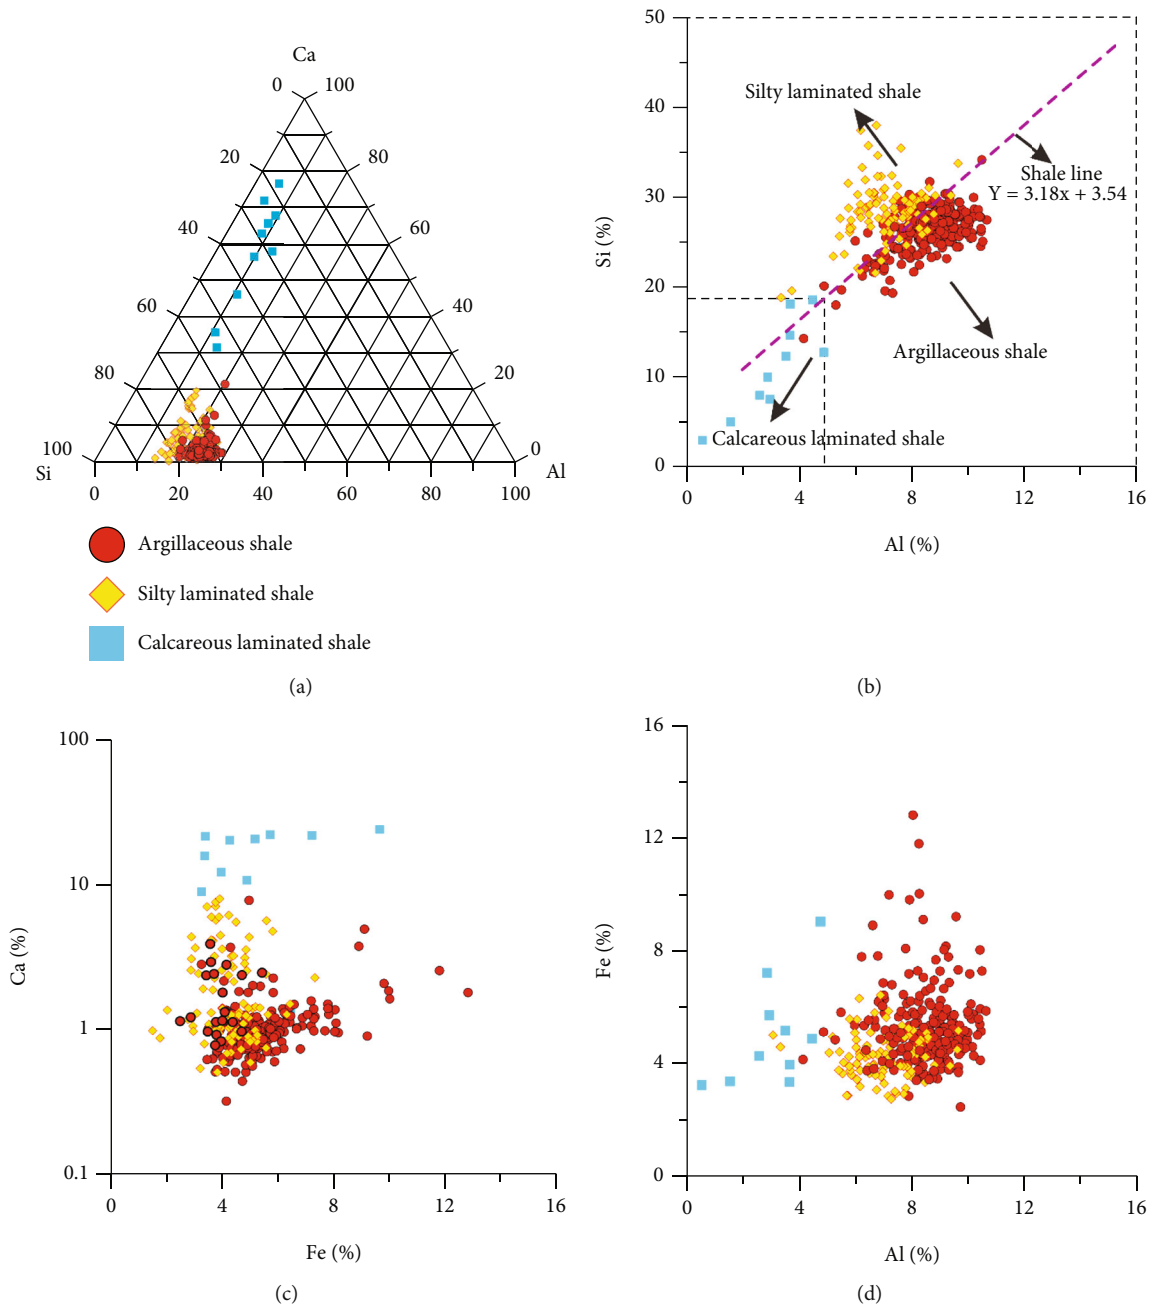 Ca
0 100
20 80
40 60
60 40
80 20
100 0
Si Al
0 20 40 60 80 100
Argillaceous shale
Silty laminated shale
Calcareous laminated shale
(a)
50
40
30
20
10
0
Si (%)
Silty laminated shale
Shale line
Y = 3.18x + 3.54
Argillaceous shale
Calcareous laminated shale
0 4 8 12 16
Al (%)
(b)
100
10
1
0.1
Ca (%)
0 4 8 12 16
Fe (%)
(c)
16
12
8
4
0
Fe (%)
0 4 8 12 16
Al (%)
(d)